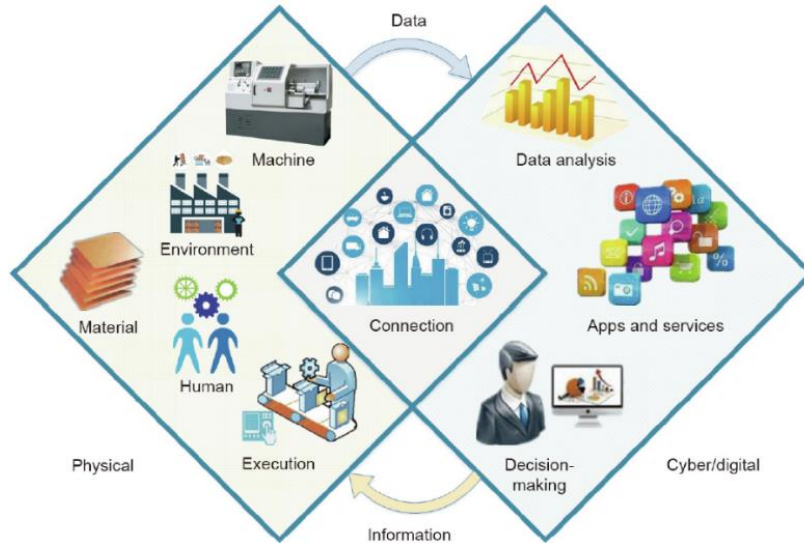 Data
Machine
Data analysis
Environment
Material
Connection
Apps and services
Human
Execution
Decision-
making
Physical
Cyber/digital
Information